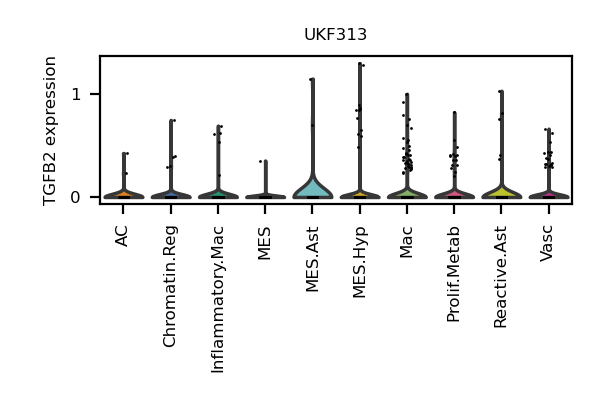 UKF313
TGFB2 expression
1
0
AC
Chromatin.Reg
Inflammatory.Mac
MES
MES.Ast
MES.Hyp
Mac
Prolif.Metab
Reactive.Ast
Vasc